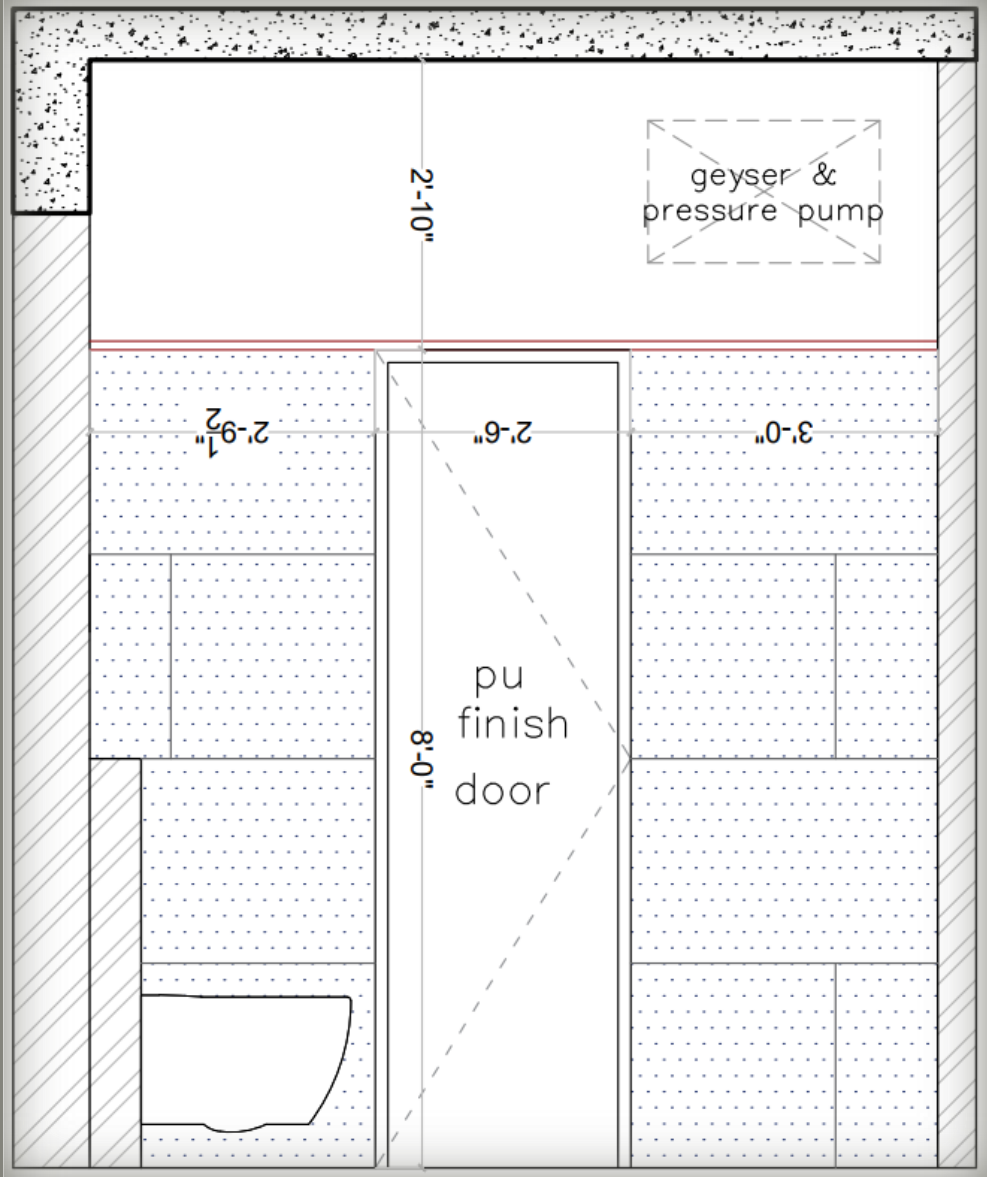 2'-10"
geyser &
pressure pump
2'-9½"
2'-6"
3'-0"
pu
finish
door
8'-0"